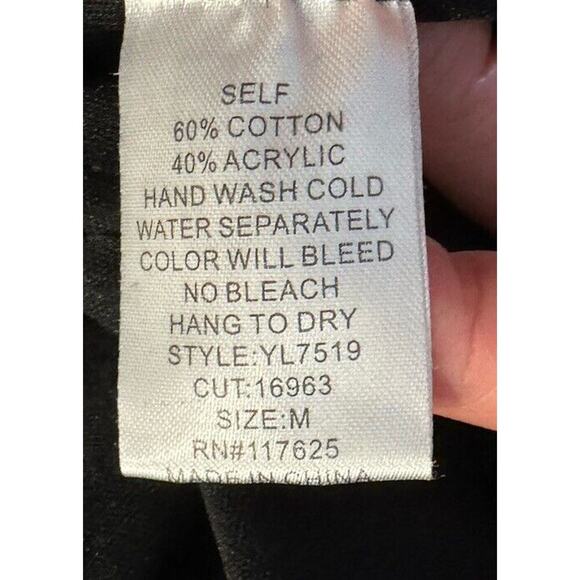 SELF
60% COTTON
40% ACRYLIC
HAND WASH COLD
WATER SEPARATELY
COLOR WILL BLEED
NO BLEACH
HANG TO DRY
STYLE:YL7519
CUT:16963
SIZE:M
RN#117625
MADE IN CHINA